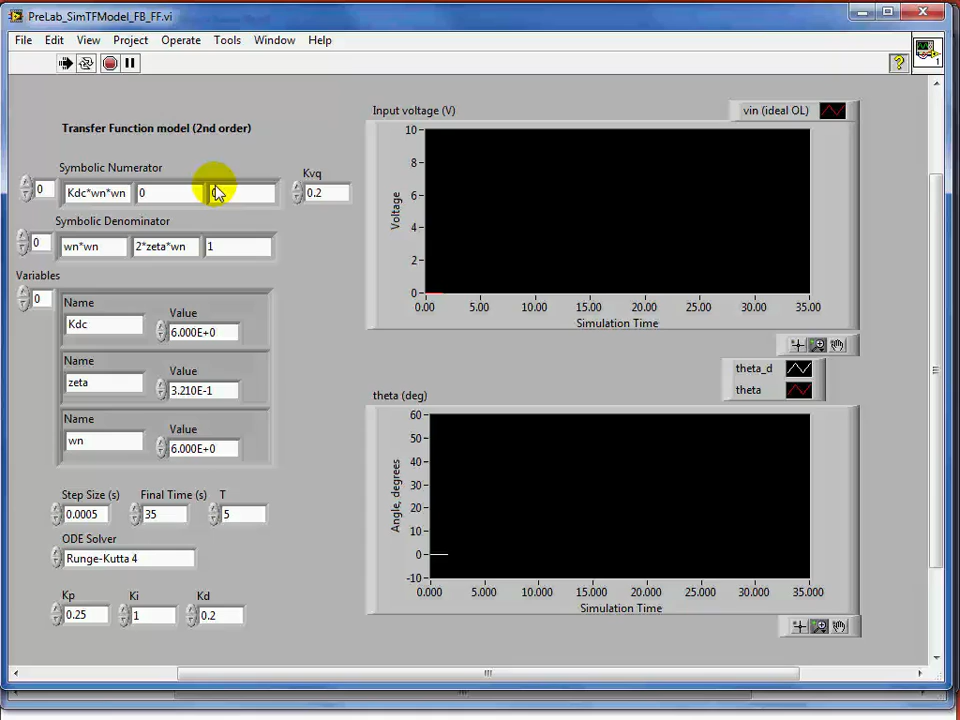 PreLab_SimTFModel_FB_FF.vi
File Edit View Project Operate Tools Window Help
?
1
Transfer Function model (2nd order)
Symbolic Numerator
0 Kdc*wn*wn 0 0
Kvq
0.2
Symbolic Denominator
0 wn*wn 2*zeta*wn 1
Variables
0
Name
Kdc
Value
6.000E+0
Name
zeta
Value
3.210E-1
Name
wn
Value
6.000E+0
Step Size (s) Final Time (s) T
0.0005 35 5
ODE Solver
Runge-Kutta 4
Kp Ki Kd
0.25 1 0.2
Input voltage (V)
vin (ideal OL)
10
8
6
4
2
0
Voltage
0.00 5.00 10.00 15.00 20.00 25.00 30.00 35.00
Simulation Time
theta_d
theta
theta (deg)
60
50
40
30
20
10
0
-10
Angle, degrees
0.000 5.000 10.000 15.000 20.000 25.000 30.000 35.000
Simulation Time